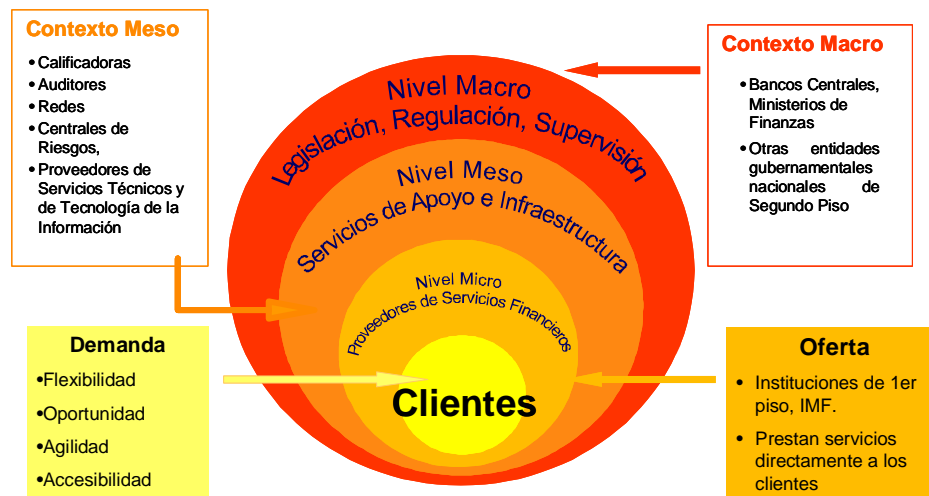 Contexto Meso
•Calificadoras
•Auditores
•Redes
•Centrales de
Riesgos,
•Proveedores de
Servicios Técnicos y
de Tecnología de la
Información
Contexto Macro
•Bancos Centrales,
Ministerios de
Finanzas
•Otras entidades
gubernamentales
nacionales de
Segundo Piso
Nivel Macro
Legislación, Regulación, Supervisión
Nivel Meso
Servicios de Apoyo e Infraestructura
Nivel Micro
Proveedores de Servicios Financieros
Clientes
Demanda
•Flexibilidad
•Oportunidad
•Agilidad
•Accesibilidad
Oferta
• Instituciones de 1er
piso, IMF.
• Prestan servicios
directamente a los
clientes